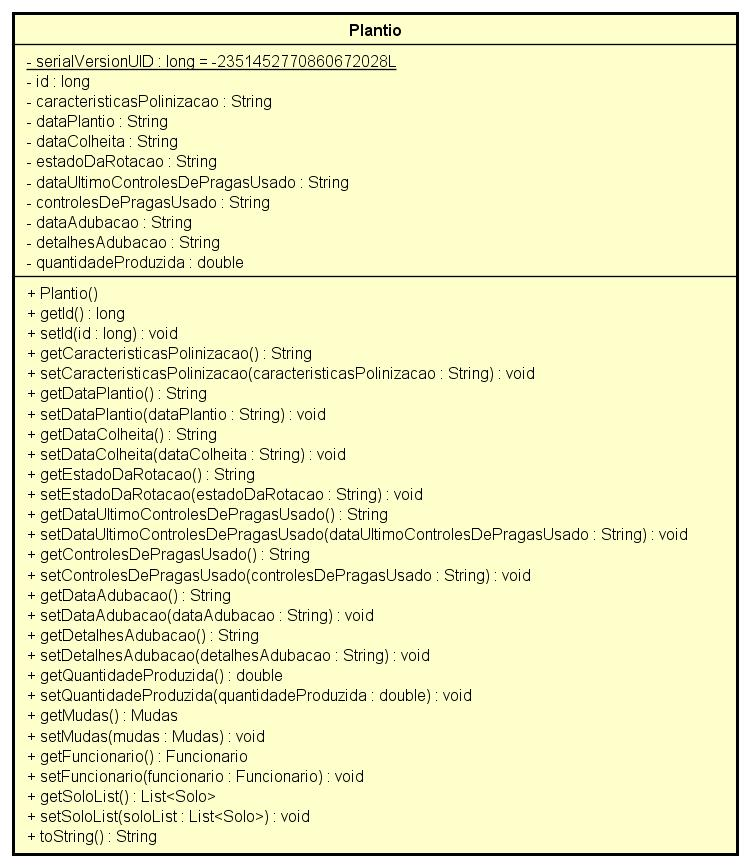 Plantio
- serialVersionUID : long = -2351452770860672028L
- id : long
- caracteristicasPolinizacao : String
- dataPlantio : String
- dataColheita : String
- estadoDaRotacao : String
- dataUltimoControlesDePragasUsado : String
- controlesDePragasUsado : String
- dataAdubacao : String
- detalhesAdubacao : String
- quantidadeProduzida : double
+ Plantio()
+ getId() : long
+ setId(id : long) : void
+ getCaracteristicasPolinizacao() : String
+ setCaracteristicasPolinizacao(caracteristicasPolinizacao : String) : void
+ getDataPlantio() : String
+ setDataPlantio(dataPlantio : String) : void
+ getDataColheita() : String
+ setDataColheita(dataColheita : String) : void
+ getEstadoDaRotacao() : String
+ setEstadoDaRotacao(estadoDaRotacao : String) : void
+ getDataUltimoControlesDePragasUsado() : String
+ setDataUltimoControlesDePragasUsado(dataUltimoControlesDePragasUsado : String) : void
+ getControlesDePragasUsado() : String
+ setControlesDePragasUsado(controlesDePragasUsado : String) : void
+ getDataAdubacao() : String
+ setDataAdubacao(dataAdubacao : String) : void
+ getDetalhesAdubacao() : String
+ setDetalhesAdubacao(detalhesAdubacao : String) : void
+ getQuantidadeProduzida() : double
+ setQuantidadeProduzida(quantidadeProduzida : double) : void
+ getMudas() : Mudas
+ setMudas(mudas : Mudas) : void
+ getFuncionario() : Funcionario
+ setFuncionario(funcionario : Funcionario) : void
+ getSoloList() : List<Solo>
+ setSoloList(soloList : List<Solo>) : void
+ toString() : String